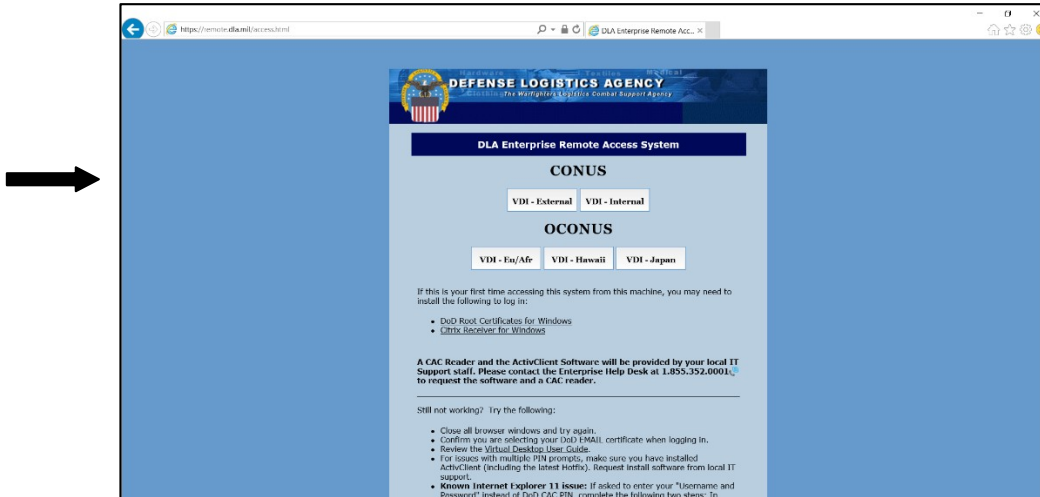 https://remote.dla.mil/access.html
DLA Enterprise Remote Acc...
Hardware Textiles Medical
DEFENSE LOGISTICS AGENCY
Clothing The Warfighters Logistics Combat Support Agency
DLA Enterprise Remote Access System
CONUS
VDI - External VDI - Internal
OCONUS
VDI - Eu/Afr VDI - Hawaii VDI - Japan
If this is your first time accessing this system from this machine, you may need to
install the following to log in:
• DoD Root Certificates for Windows
• Citrix Receiver for Windows
A CAC Reader and the ActivClient Software will be provided by your local IT
Support staff. Please contact the Enterprise Help Desk at 1.855.352.0001
to request the software and a CAC reader.
Still not working? Try the following:
• Close all browser windows and try again.
• Confirm you are selecting your DoD EMAIL certificate when logging in.
• Review the Virtual Desktop User Guide.
• For issues with multiple PIN prompts, make sure you have installed
ActivClient (including the latest Hotfix). Request install software from local IT
support.
• Known Internet Explorer 11 issue: If asked to enter your "Username and
Password" instead of DoD CAC PIN, complete the following two steps: In